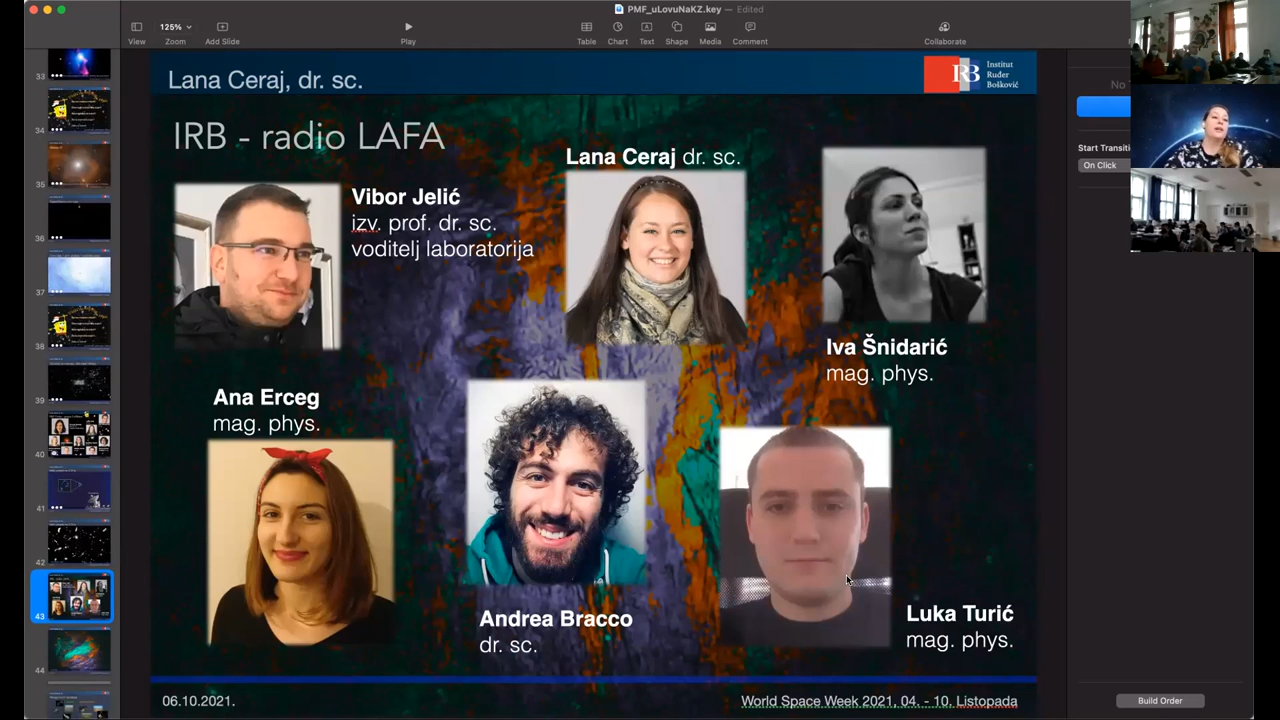 PMF_uLovuNaKZ.key — Edited
125%
View
Zoom
Add Slide
Play
Table
Chart
Text
Shape
Media
Comment
Collaborate
33
34
35
36
37
38
39
40
41
42
43
44
Lana Ceraj, dr. sc.
Institut
Ruđer
Bošković
IRB - radio LAFA
Vibor Jelić
izv. prof. dr. sc.
voditelj laboratorija
Lana Ceraj dr. sc.
Iva Šnidarić
mag. phys.
Ana Erceg
mag. phys.
Andrea Bracco
dr. sc.
Luka Turić
mag. phys.
06.10.2021.
World Space Week 2021, 04. - 10. Listopada
No
Start Transiti
On Click
Build Order